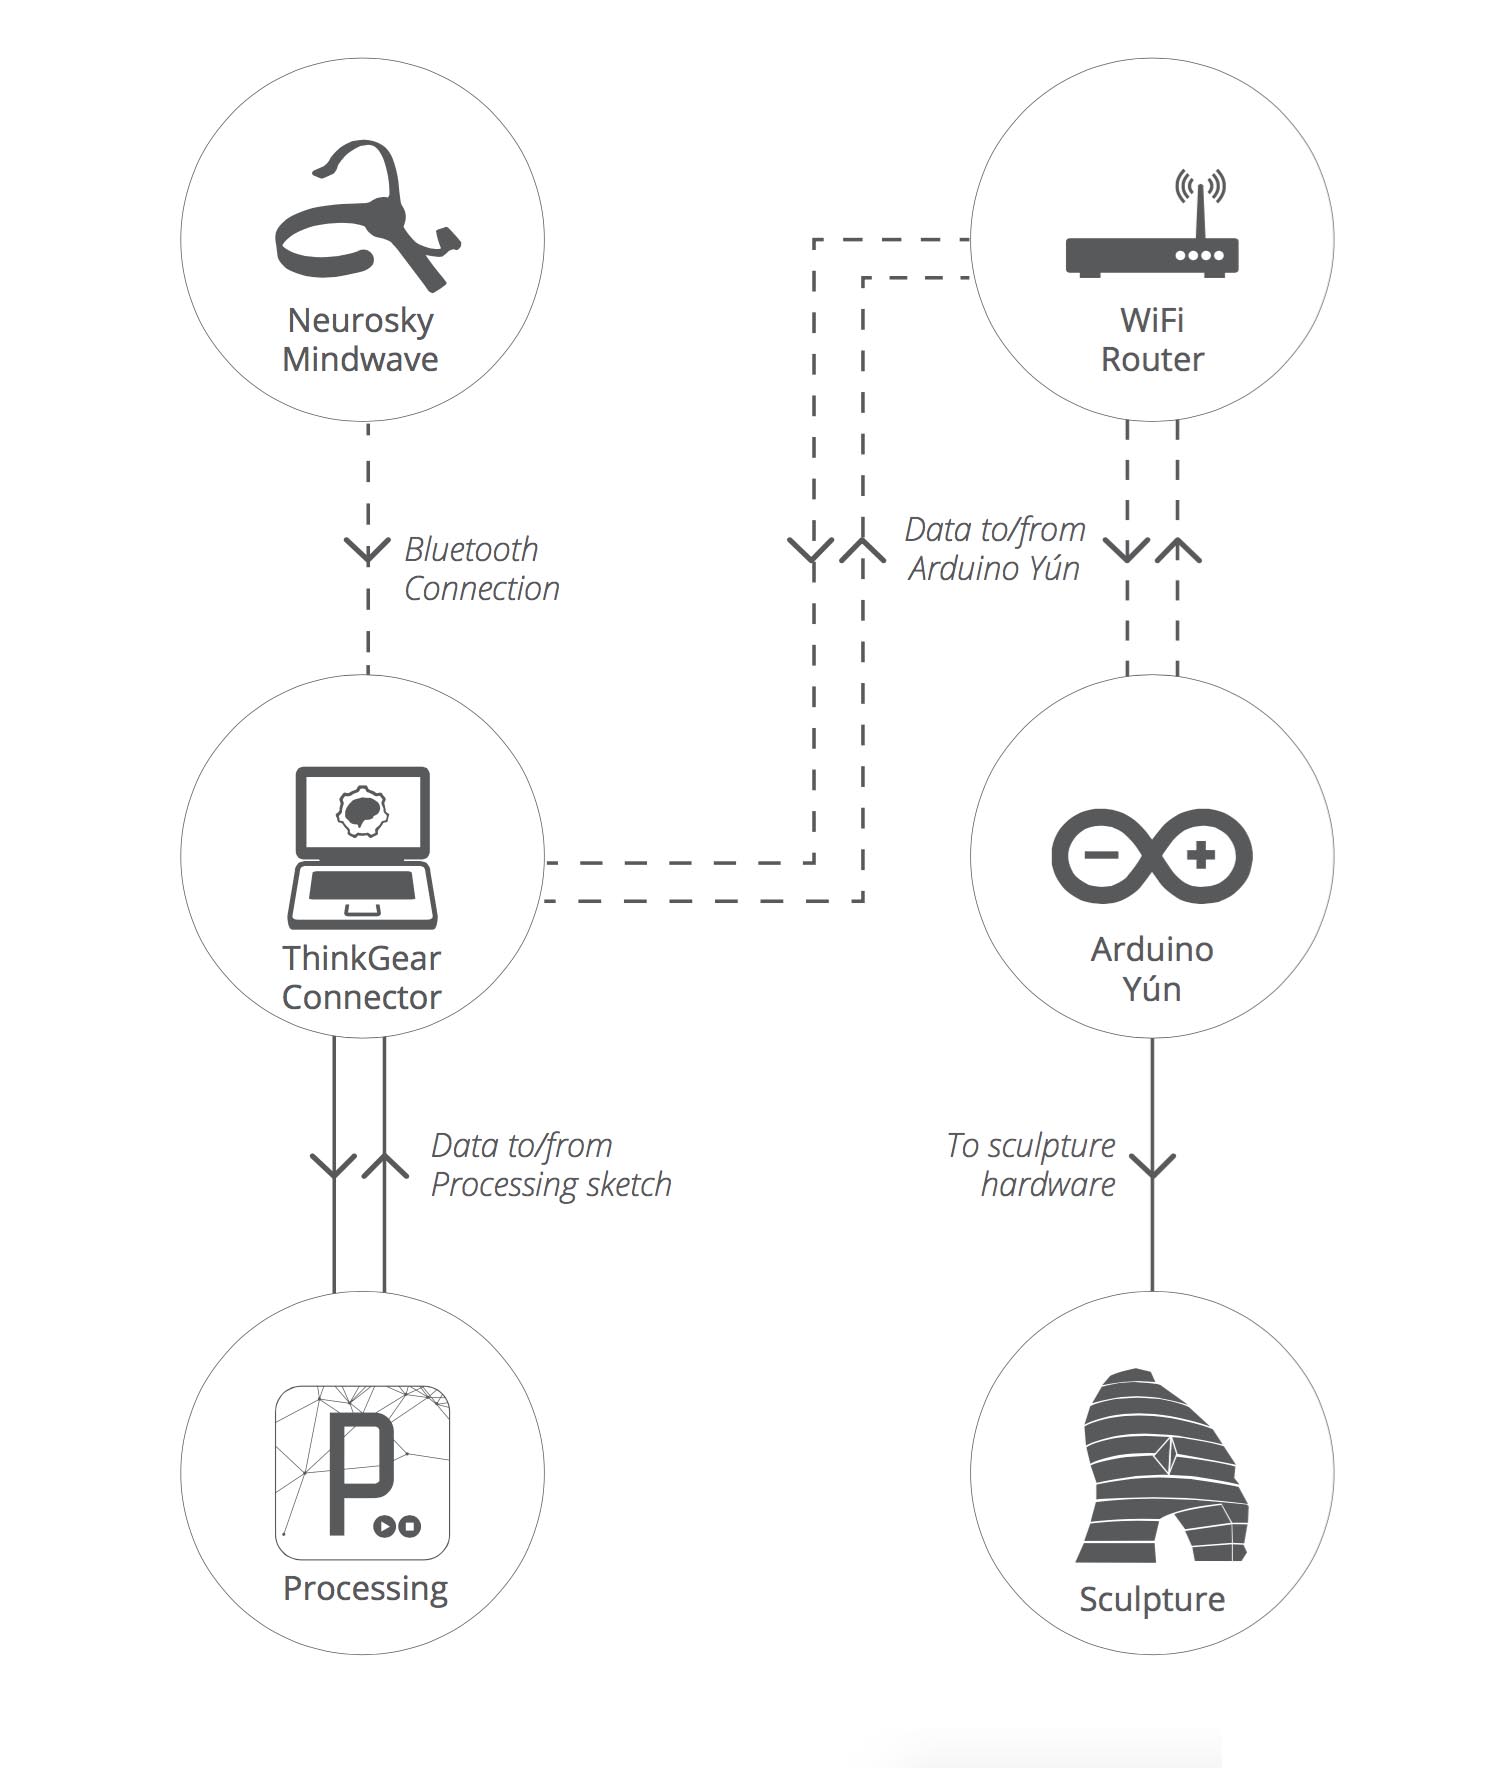 Neurosky
Mindwave
WiFi
Router
Bluetooth
Connection
Data to/from
Arduino Yún
ThinkGear
Connector
Arduino
Yún
Data to/from
Processing sketch
To sculpture
hardware
P
Processing
Sculpture